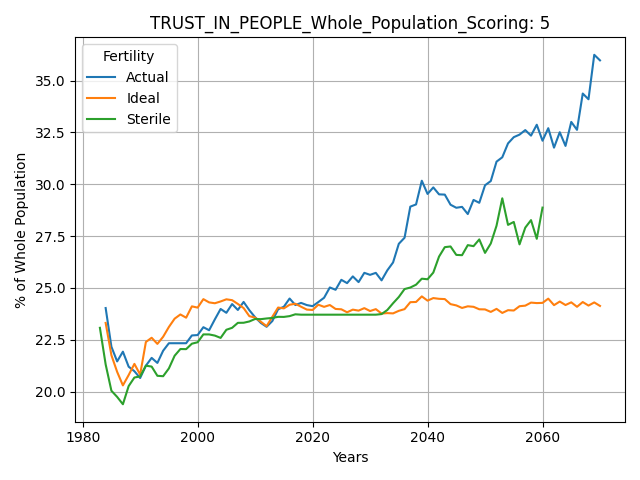 TRUST_IN_PEOPLE_Whole_Population_Scoring: 5
Fertility
Actual
Ideal
Sterile
% of Whole Population
35.0
32.5
30.0
27.5
25.0
22.5
20.0
1980
2000
2020
2040
2060
Years